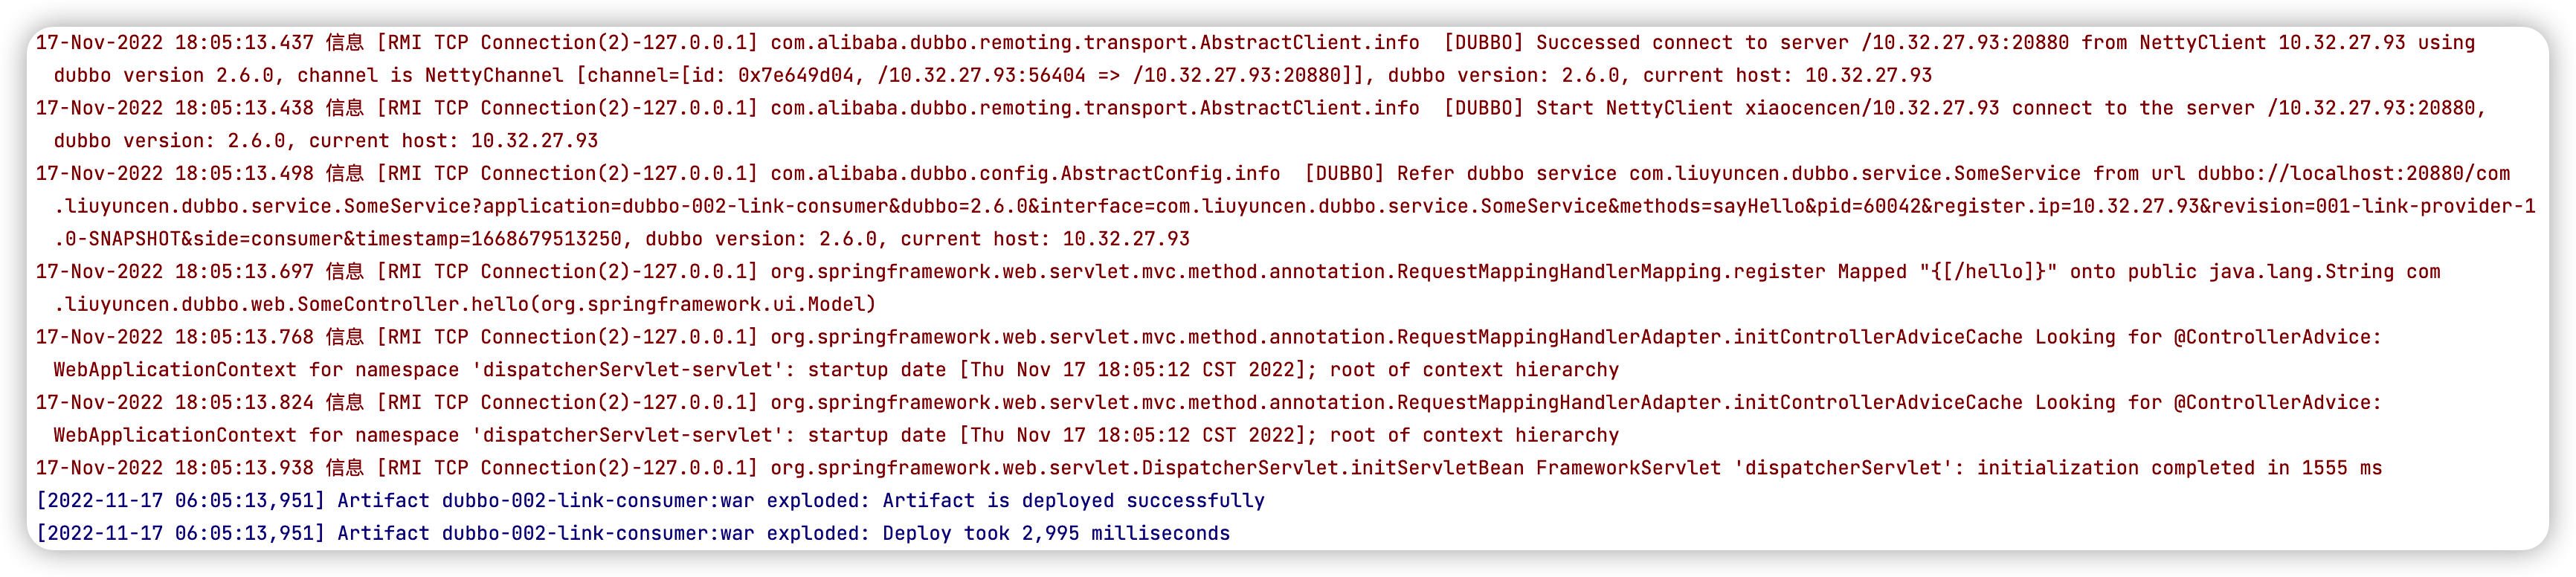 17-Nov-2022 18:05:13.437 信息 [RMI TCP Connection(2)-127.0.0.1] com.alibaba.dubbo.remoting.transport.AbstractClient.info  [DUBBO] Successed connect to server /10.32.27.93:20880 from NettyClient 10.32.27.93 using
dubbo version 2.6.0, channel is NettyChannel [channel=[id: 0x7e649d04, /10.32.27.93:56404 => /10.32.27.93:20880]], dubbo version: 2.6.0, current host: 10.32.27.93
17-Nov-2022 18:05:13.438 信息 [RMI TCP Connection(2)-127.0.0.1] com.alibaba.dubbo.remoting.transport.AbstractClient.info  [DUBBO] Start NettyClient xiaocencen/10.32.27.93 connect to the server /10.32.27.93:20880,
dubbo version: 2.6.0, current host: 10.32.27.93
17-Nov-2022 18:05:13.498 信息 [RMI TCP Connection(2)-127.0.0.1] com.alibaba.dubbo.config.AbstractConfig.info  [DUBBO] Refer dubbo service com.liuyuncen.dubbo.service.SomeService from url dubbo://localhost:20880/com
.liuyuncen.dubbo.service.SomeService?application=dubbo-002-link-consumer&dubbo=2.6.0&interface=com.liuyuncen.dubbo.service.SomeService&methods=sayHello&pid=60042&register.ip=10.32.27.93&revision=001-link-provider-1
.0-SNAPSHOT&side=consumer&timestamp=1668679513250, dubbo version: 2.6.0, current host: 10.32.27.93
17-Nov-2022 18:05:13.697 信息 [RMI TCP Connection(2)-127.0.0.1] org.springframework.web.servlet.mvc.method.annotation.RequestMappingHandlerMapping.register Mapped "{[/hello]}" onto public java.lang.String com
.liuyuncen.dubbo.web.SomeController.hello(org.springframework.ui.Model)
17-Nov-2022 18:05:13.768 信息 [RMI TCP Connection(2)-127.0.0.1] org.springframework.web.servlet.mvc.method.annotation.RequestMappingHandlerAdapter.initControllerAdviceCache Looking for @ControllerAdvice:
WebApplicationContext for namespace 'dispatcherServlet-servlet': startup date [Thu Nov 17 18:05:12 CST 2022]; root of context hierarchy
17-Nov-2022 18:05:13.824 信息 [RMI TCP Connection(2)-127.0.0.1] org.springframework.web.servlet.mvc.method.annotation.RequestMappingHandlerAdapter.initControllerAdviceCache Looking for @ControllerAdvice:
WebApplicationContext for namespace 'dispatcherServlet-servlet': startup date [Thu Nov 17 18:05:12 CST 2022]; root of context hierarchy
17-Nov-2022 18:05:13.938 信息 [RMI TCP Connection(2)-127.0.0.1] org.springframework.web.servlet.DispatcherServlet.initServletBean FrameworkServlet 'dispatcherServlet': initialization completed in 1555 ms
[2022-11-17 06:05:13,951] Artifact dubbo-002-link-consumer:war exploded: Artifact is deployed successfully
[2022-11-17 06:05:13,951] Artifact dubbo-002-link-consumer:war exploded: Deploy took 2,995 milliseconds